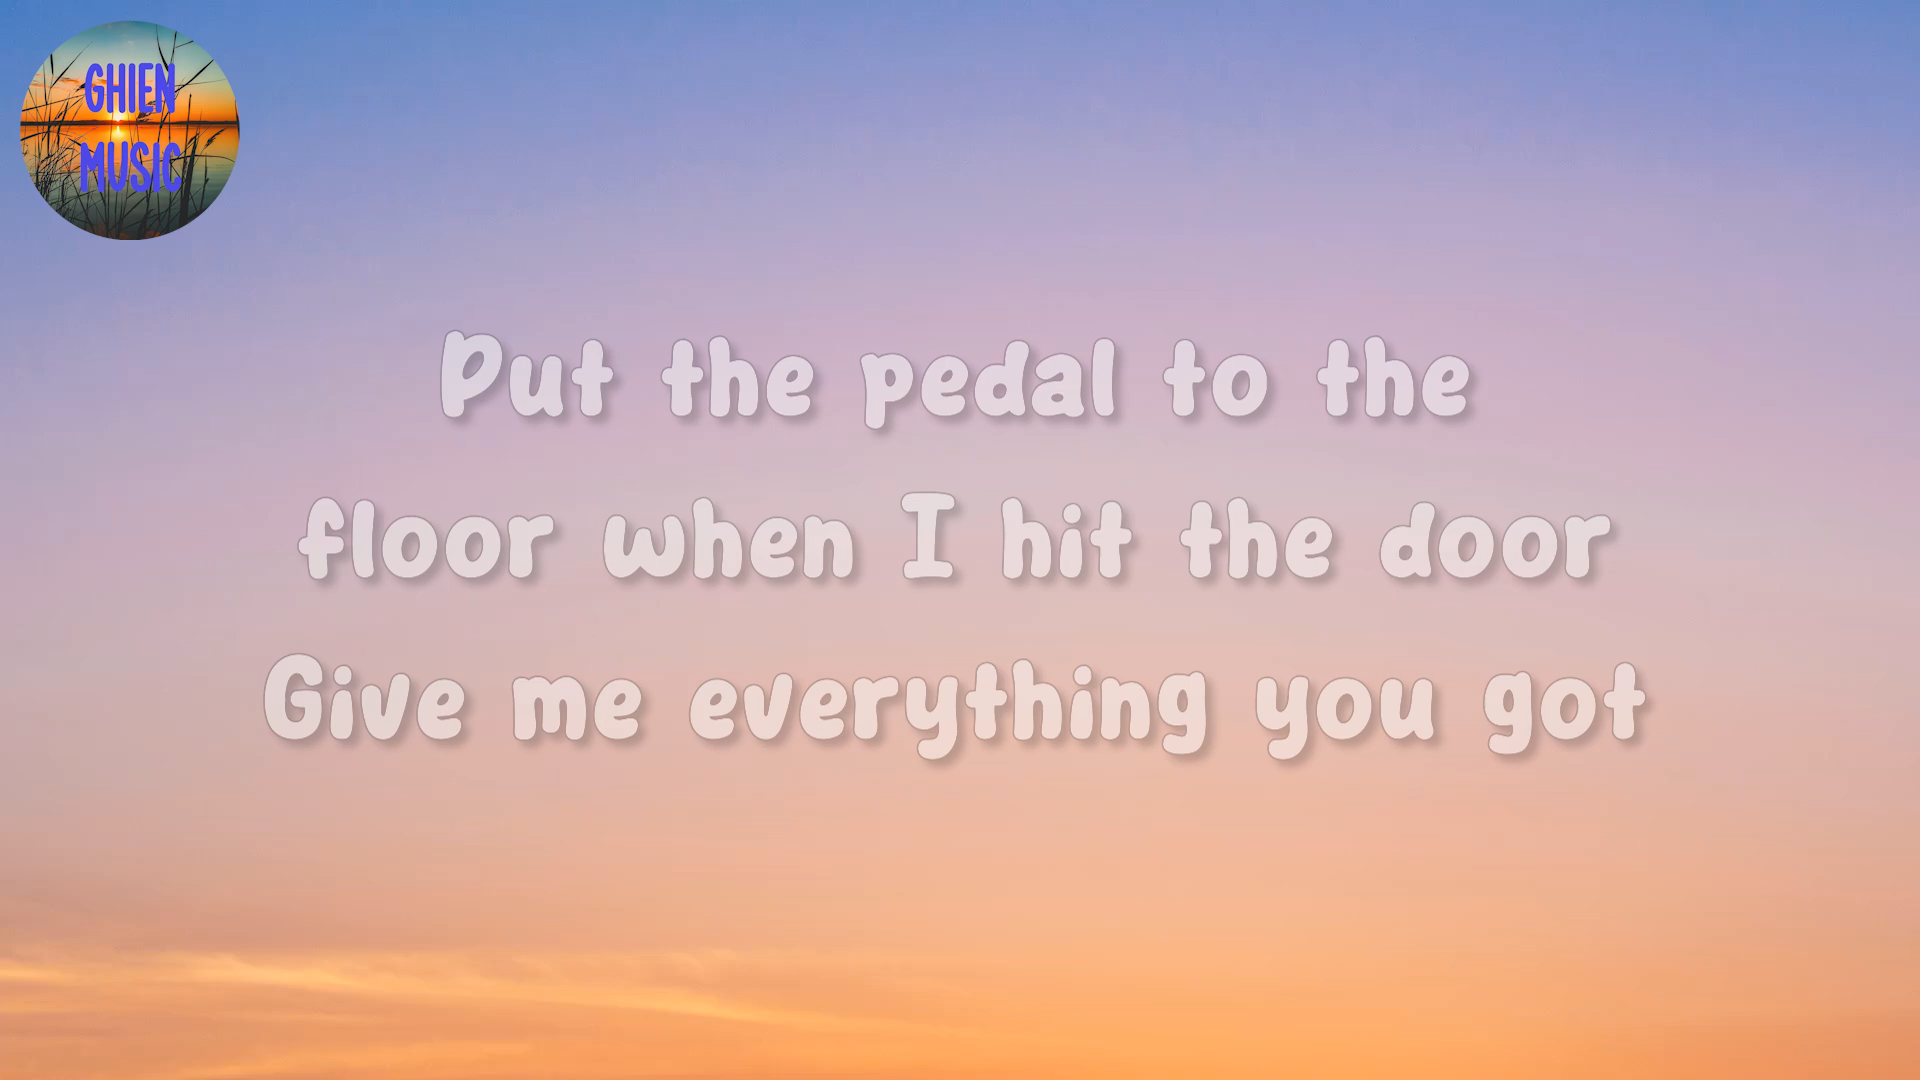 GHIEN
MUSIC
Put the pedal to the
floor when I hit the door
Give me everything you got